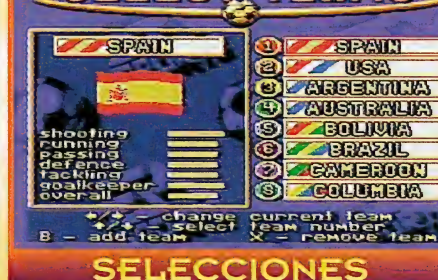 SPAIN
shooting
running
passing
defence
tackling
goalkeeper
overall
1 SPAIN
2 USA
3 ARGENTINA
4 AUSTRALIA
5 BOLIVIA
6 BRAZIL
7 CAMEROON
8 COLUMBIA
←/→ - change current team
↑/↓ - select team number
B - add team X - remove team
SELECCIONES